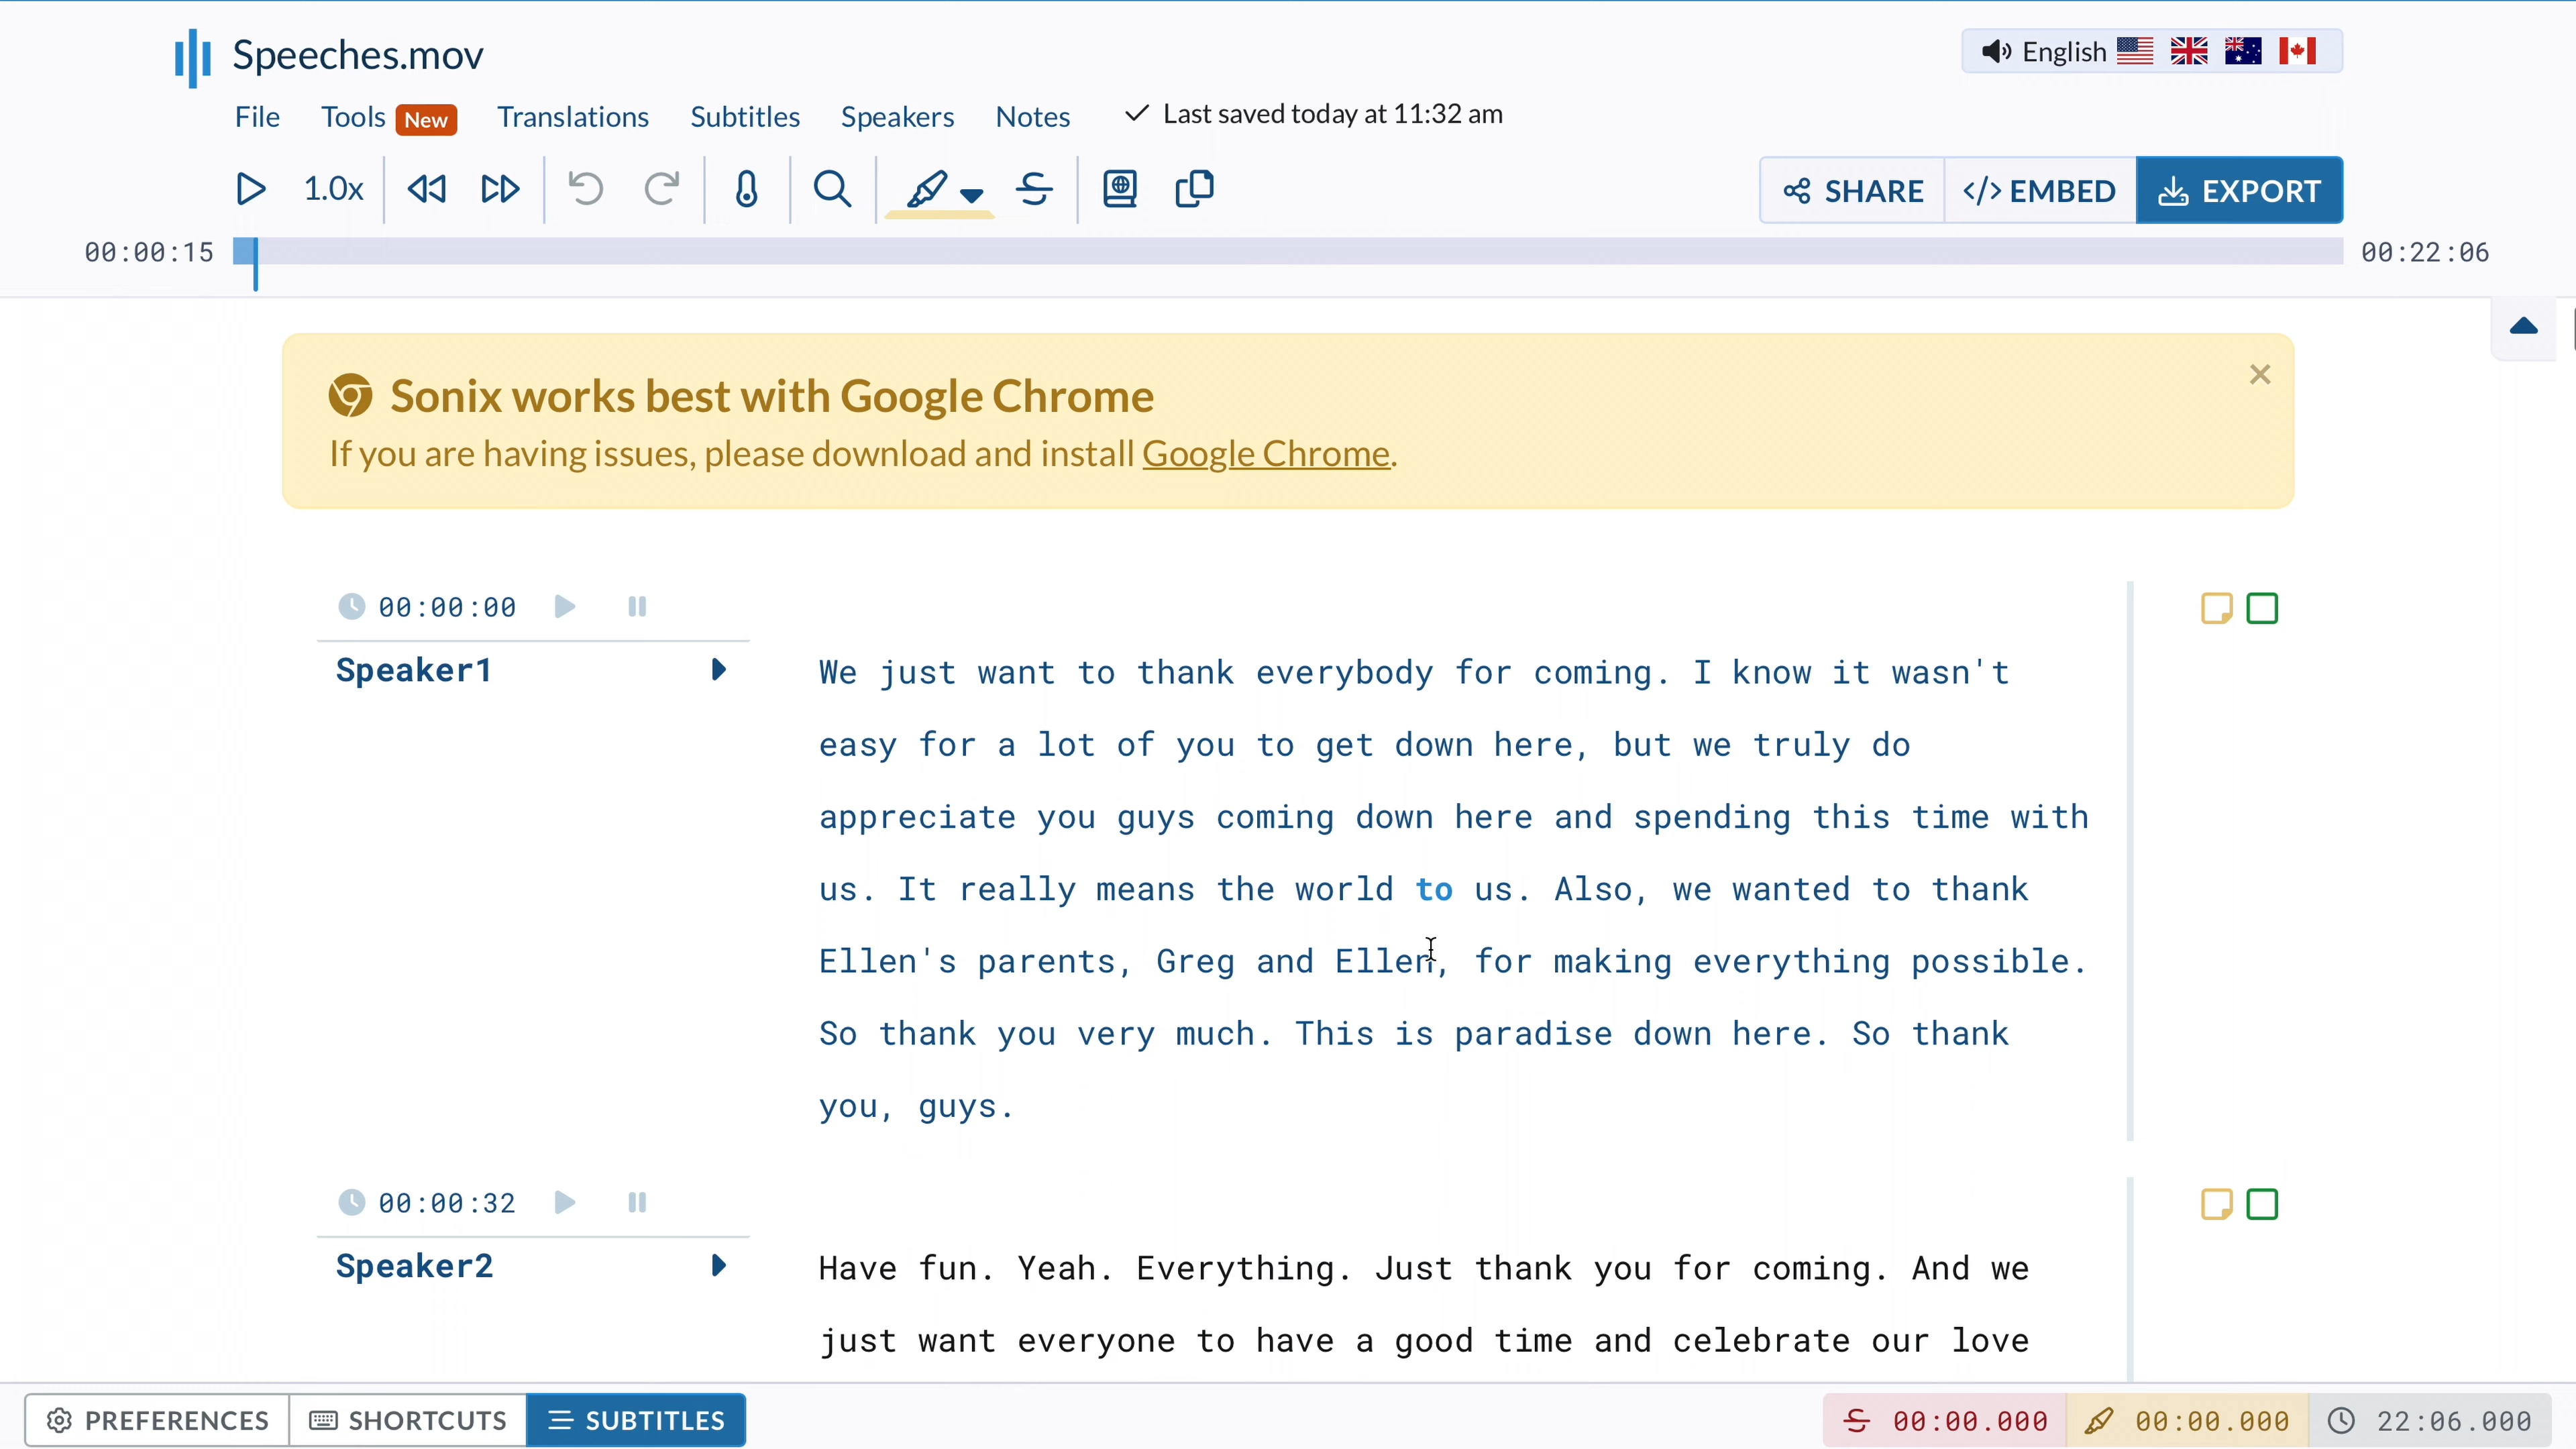 Speeches.mov
English
File Tools New Translations Subtitles Speakers Notes Last saved today at 11:32 am
1.0x
SHARE </> EMBED EXPORT
00:00:15 00:22:06
Sonix works best with Google Chrome
If you are having issues, please download and install Google Chrome.
00:00:00
Speaker1
We just want to thank everybody for coming. I know it wasn't
easy for a lot of you to get down here, but we truly do
appreciate you guys coming down here and spending this time with
us. It really means the world to us. Also, we wanted to thank
Ellen's parents, Greg and Ellen, for making everything possible.
So thank you very much. This is paradise down here. So thank
you, guys.
00:00:32
Speaker2
Have fun. Yeah. Everything. Just thank you for coming. And we
just want everyone to have a good time and celebrate our love
PREFERENCES SHORTCUTS SUBTITLES
00:00.000 00:00.000 22:06.000